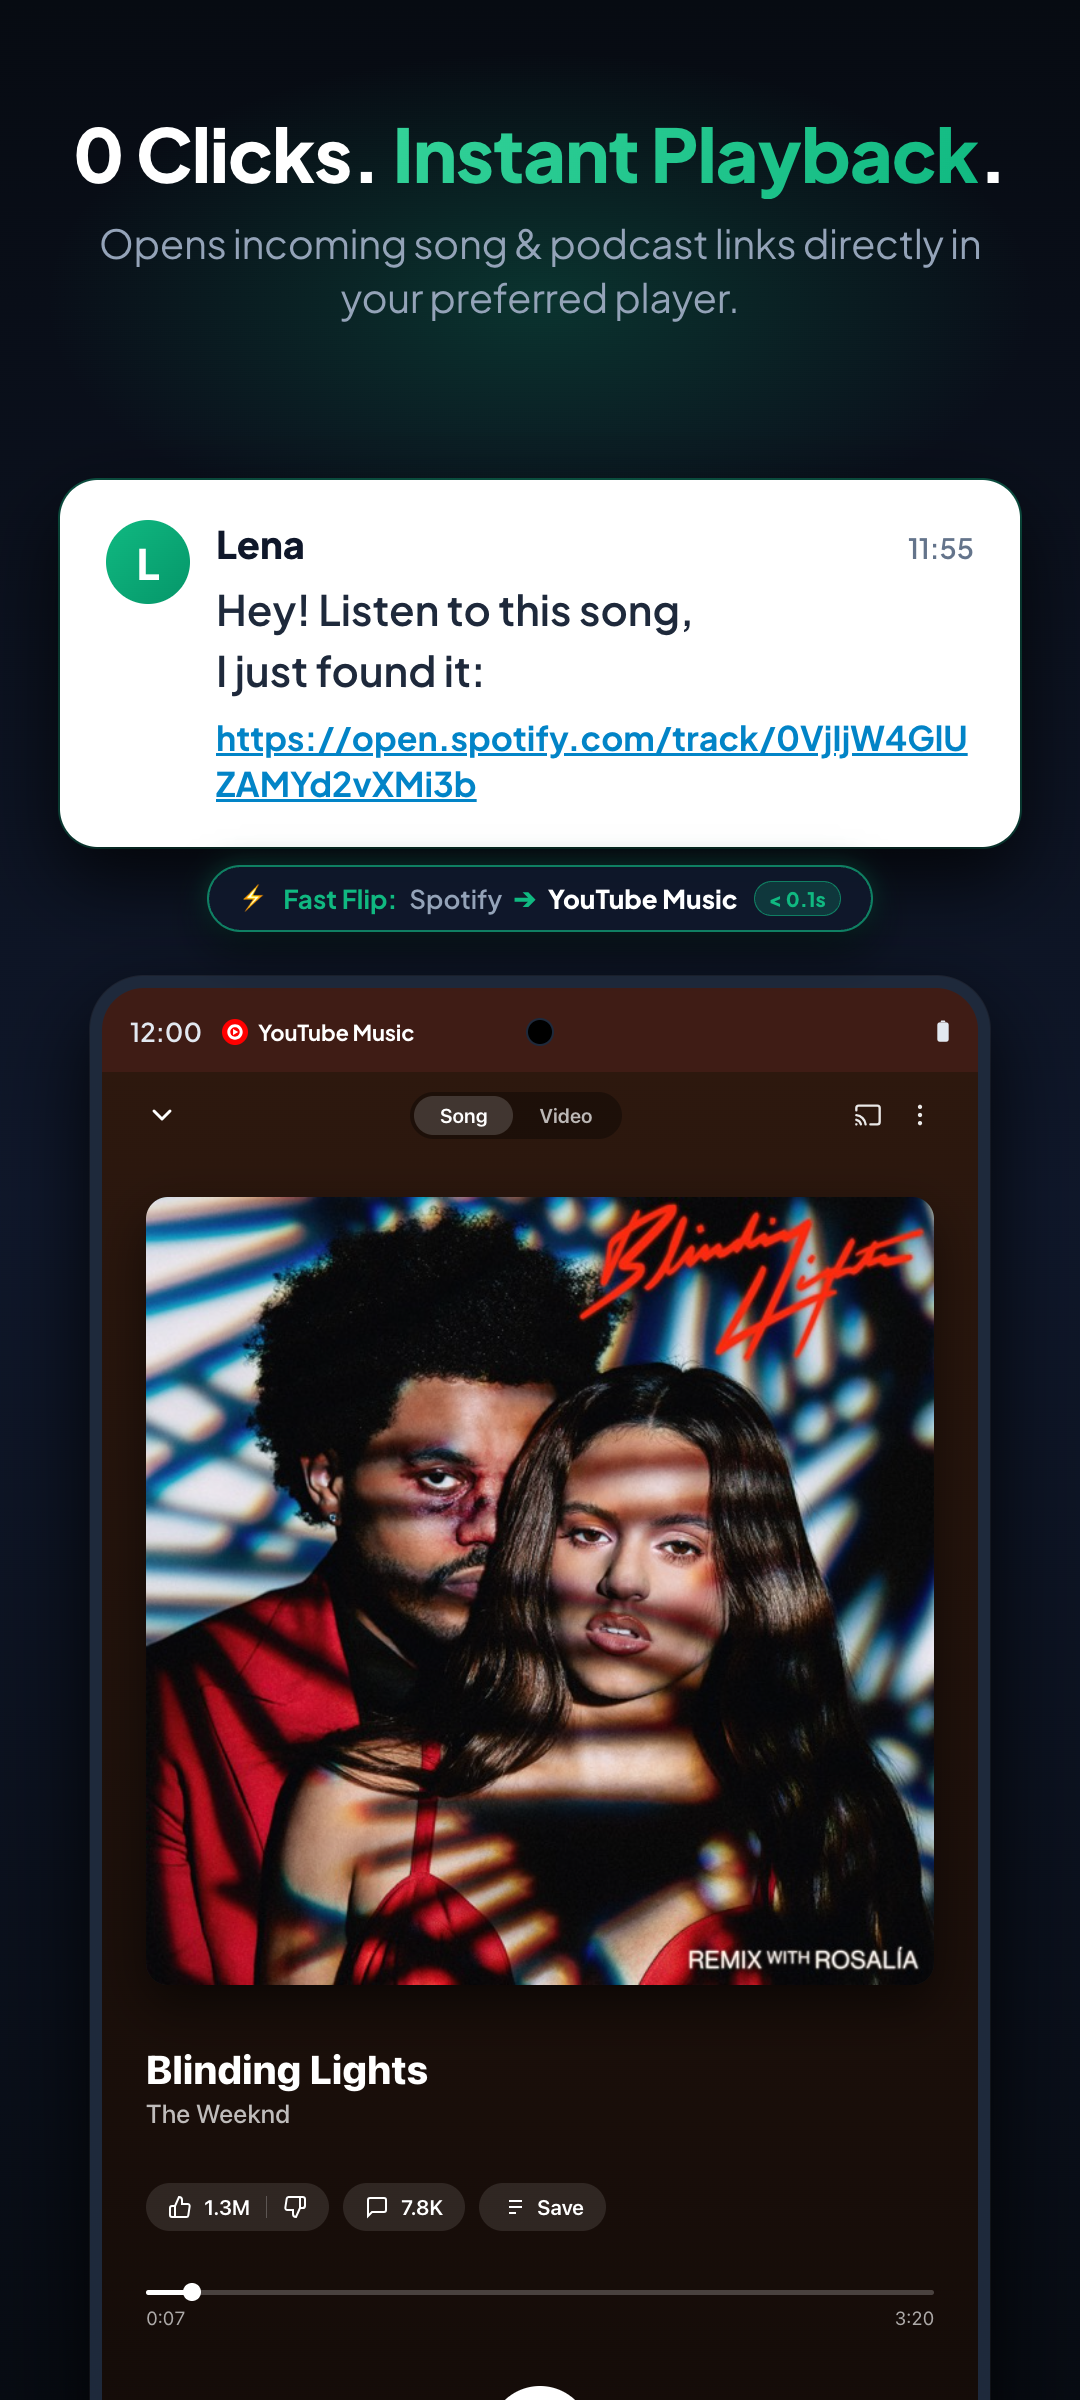 0 Clicks. Instant Playback.
Opens incoming song & podcast links directly in
your preferred player.
L
Lena
11:55
Hey! Listen to this song,
I just found it:
https://open.spotify.com/track/0VjIjW4GlU
ZAMYd2vXMi3b
⚡ Fast Flip: Spotify ➔ YouTube Music < 0.1s
12:00 YouTube Music
Song Video
Blinding
Lights
REMIX WITH ROSALÍA
Blinding Lights
The Weeknd
1.3M 7.8K Save
0:07 3:20